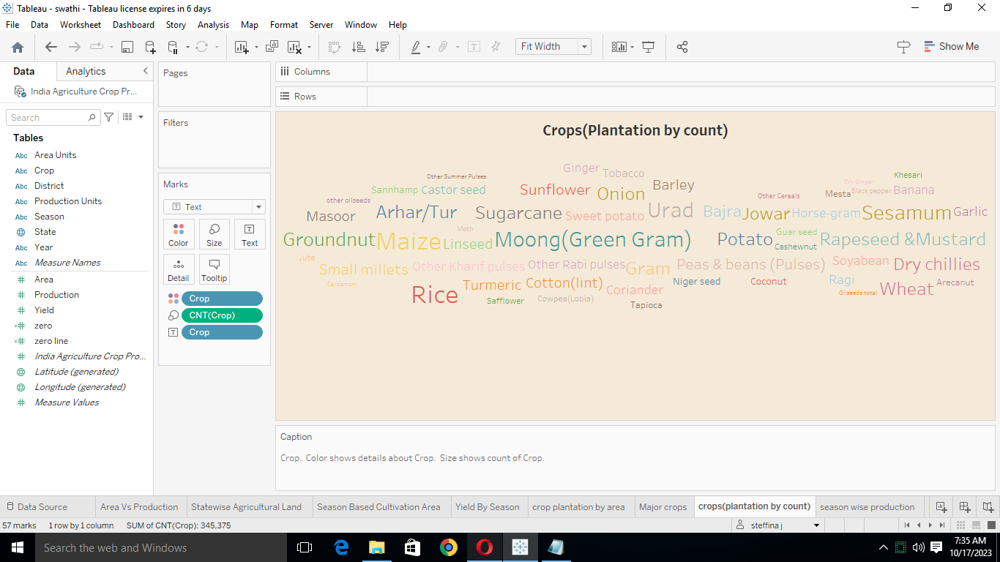 Tableau - swathi - Tableau license expires in 6 days
File Data Worksheet Dashboard Story Analysis Map Format Server Window Help
Fit Width
Show Me
Data Analytics
India Agriculture Crop Pr...
Search
Tables
Abc Area Units
Abc Crop
Abc District
Abc Production Units
Abc Season
State
Abc Year
Abc Measure Names
Area
Production
Yield
zero
zero line
India Agriculture Crop Pro...
Latitude (generated)
Longitude (generated)
Measure Values
Pages
Filters
Marks
Text
Color Size Text
Detail Tooltip
Crop
CNT(Crop)
Crop
Columns
Rows
Crops(Plantation by count)
Ginger Tobacco
Other Summer Pulses Khesari
Sannhamp Castor seed Sunflower Onion Barley Dry Ginger
Mesta Black pepper Banana
other oilseeds Other Cereals
Masoor Arhar/Tur Sugarcane Sweet potato Urad Bajra Jowar Horse-gram Sesamum Garlic
Moth Guar seed
Groundnut Maize Linseed Moong(Green Gram) Potato Rapeseed &Mustard
Cashewnut
Jute
Small millets Other Kharif pulses Other Rabi pulses Gram Peas & beans (Pulses) Soyabean Dry chillies
Cardamom Turmeric Cotton(lint) Coriander Niger seed Coconut Ragi Arecanut
Rice Wheat
Oilseeds total
Safflower Cowpea(Lobia)
Tapioca
Caption
Crop. Color shows details about Crop. Size shows count of Crop.
Data Source Area Vs Production Statewise Agricultural Land Season Based Cultivation Area Yield By Season crop plantation by area Major crops crops(plantation by count) season wise production
57 marks 1 row by 1 column SUM of CNT(Crop): 345,375 steffina j
Search the web and Windows
7:35 AM
10/17/2023